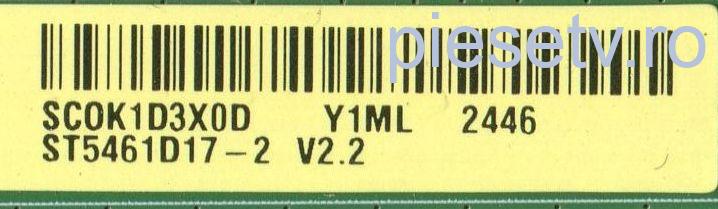 piesetv.ro
SCOK1D3X0D Y1ML 2446
ST5461D17-2 V2.2